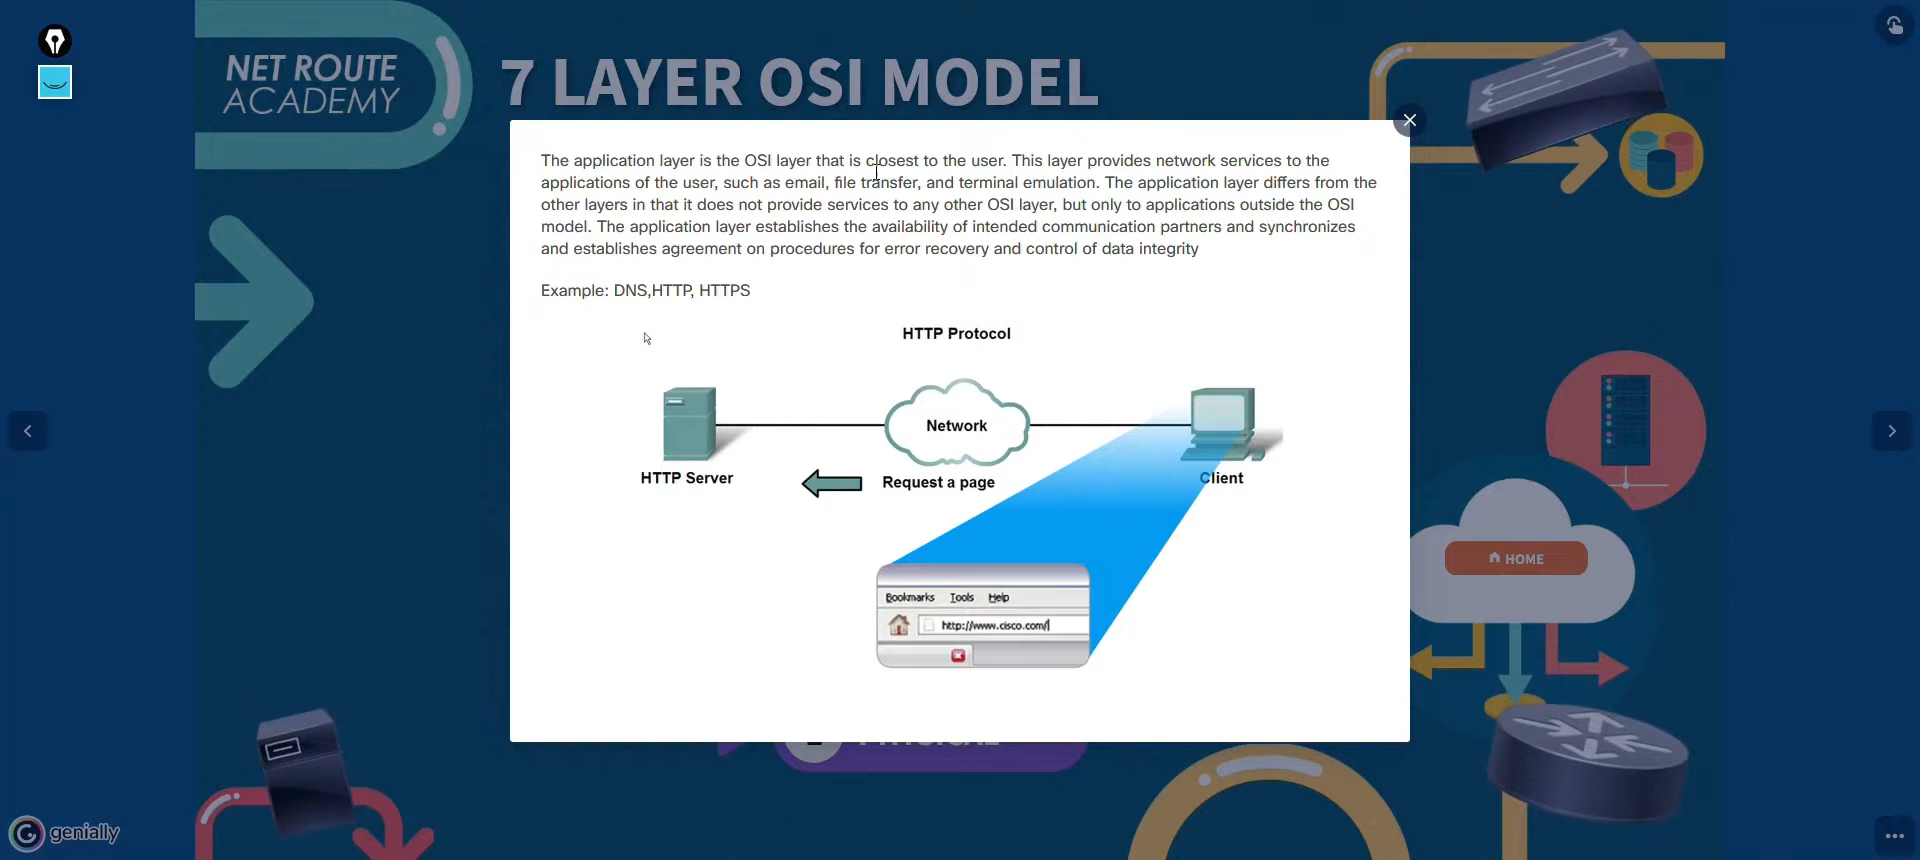 NET ROUTE
ACADEMY
7 LAYER OSI MODEL
The application layer is the OSI layer that is closest to the user. This layer provides network services to the
applications of the user, such as email, file transfer, and terminal emulation. The application layer differs from the
other layers in that it does not provide services to any other OSI layer, but only to applications outside the OSI
model. The application layer establishes the availability of intended communication partners and synchronizes
and establishes agreement on procedures for error recovery and control of data integrity
Example: DNS,HTTP, HTTPS
HTTP Protocol
Network
HTTP Server
Request a page
Client
Bookmarks Tools Help
http://www.cisco.com/
HOME
PHYSICAL
genially